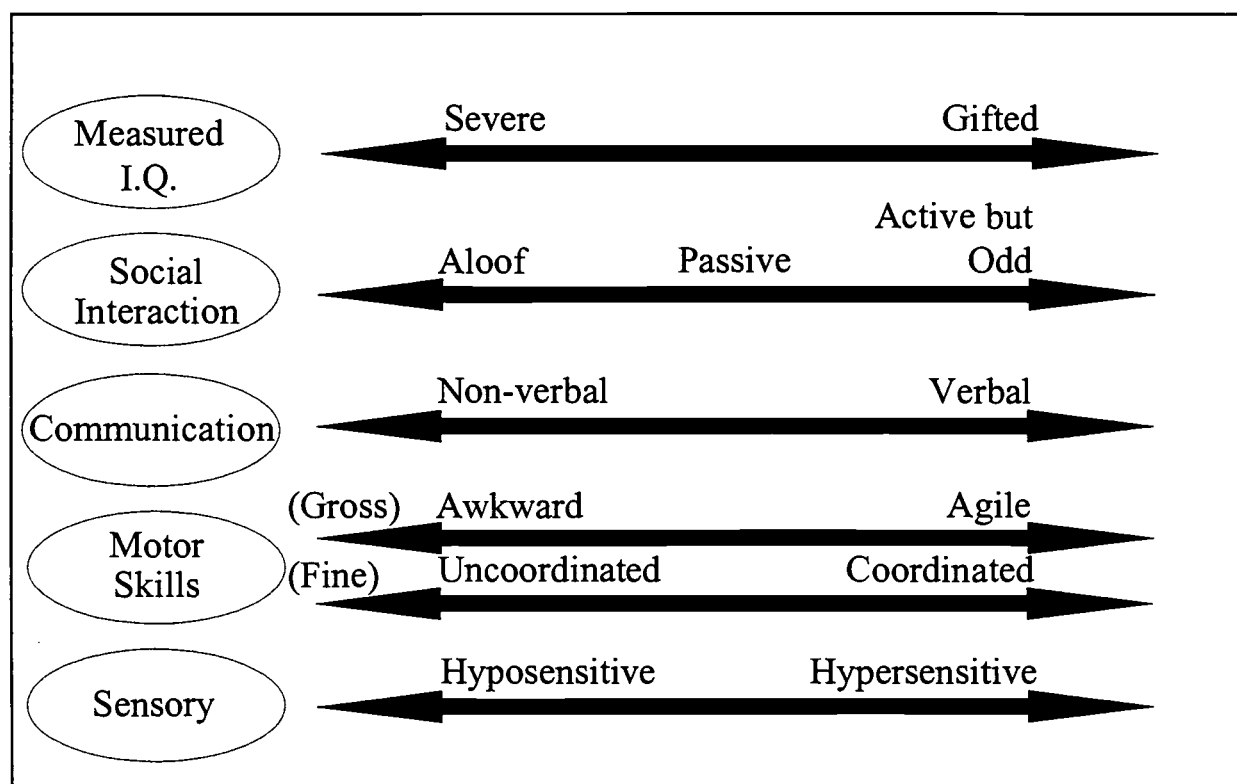 Measured
I.Q.
Severe Gifted
Social
Interaction
Aloof Passive Active but
Odd
Communication
Non-verbal Verbal
Motor
Skills
(Gross) Awkward Agile
(Fine) Uncoordinated Coordinated
Sensory
Hyposensitive Hypersensitive